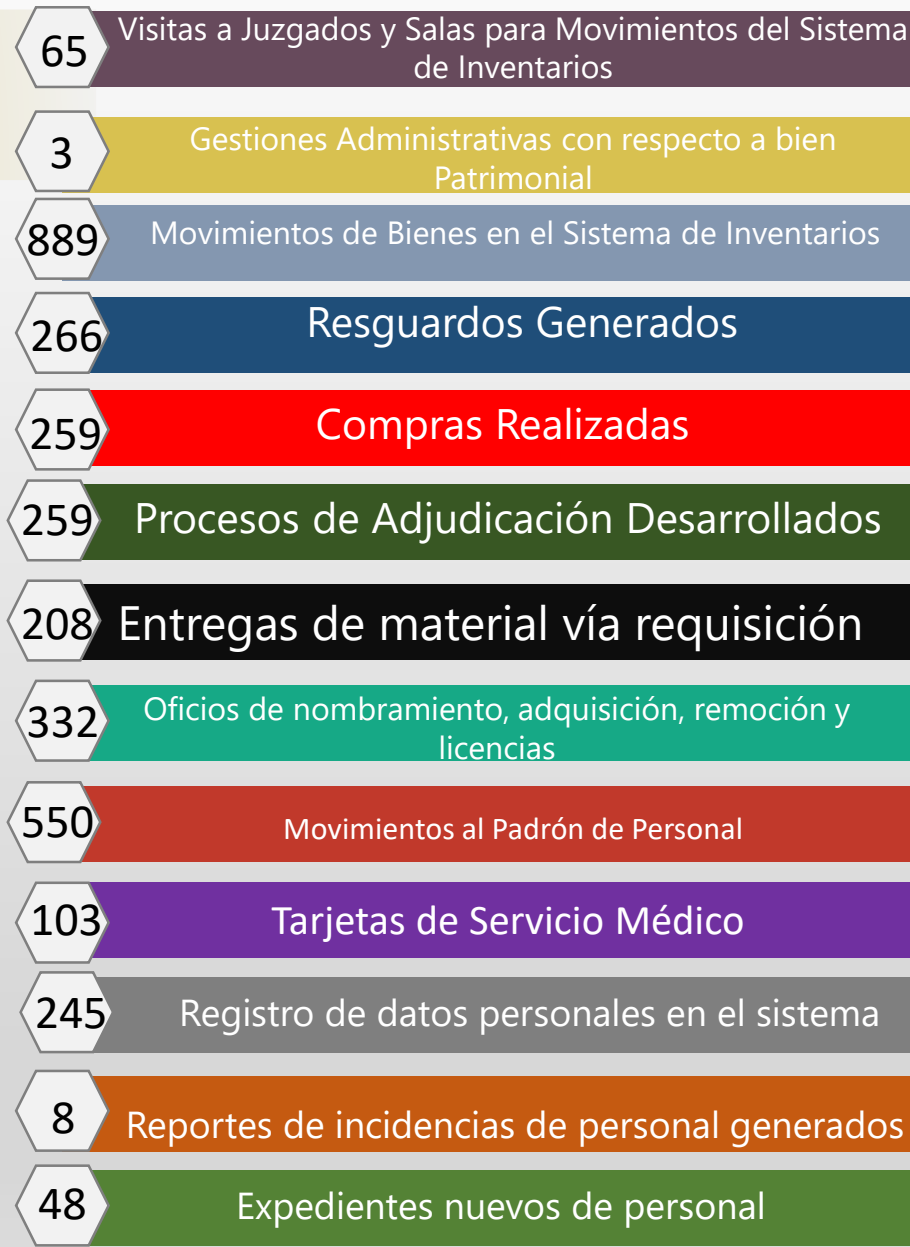 65
Visitas a Juzgados y Salas para Movimientos del Sistema
de Inventarios
3
Gestiones Administrativas con respecto a bien
Patrimonial
889
Movimientos de Bienes en el Sistema de Inventarios
266
Resguardos Generados
259
Compras Realizadas
259
Procesos de Adjudicación Desarrollados
208
Entregas de material vía requisición
332
Oficios de nombramiento, adquisición, remoción y
licencias
550
Movimientos al Padrón de Personal
103
Tarjetas de Servicio Médico
245
Registro de datos personales en el sistema
8
Reportes de incidencias de personal generados
48
Expedientes nuevos de personal